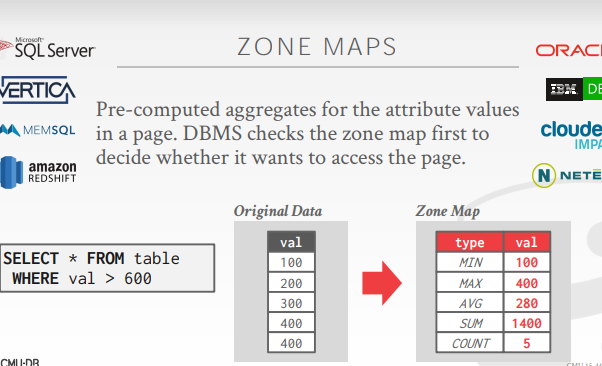 ZONE MAPS
Microsoft
SQL Server
VERTICA
MEMSQL
amazon
REDSHIFT
Pre-computed aggregates for the attribute values
in a page. DBMS checks the zone map first to
decide whether it wants to access the page.
ORAC
IBM DB
cloude
IMPA
N NETE
SELECT * FROM table
WHERE val > 600
Original Data
val
100
200
300
400
400
Zone Map
type val
MIN 100
MAX 400
AVG 280
SUM 1400
COUNT 5
CMU·DB